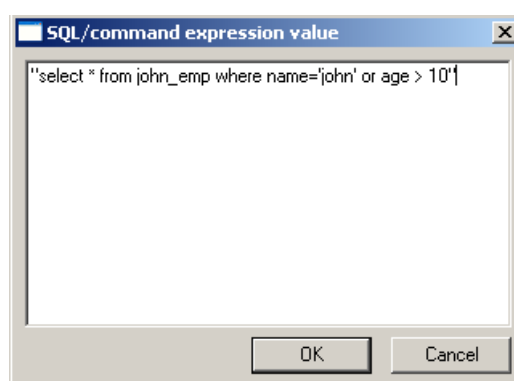 SQL/command expression value
"select * from john_emp where name='john' or age > 10"
OK
Cancel